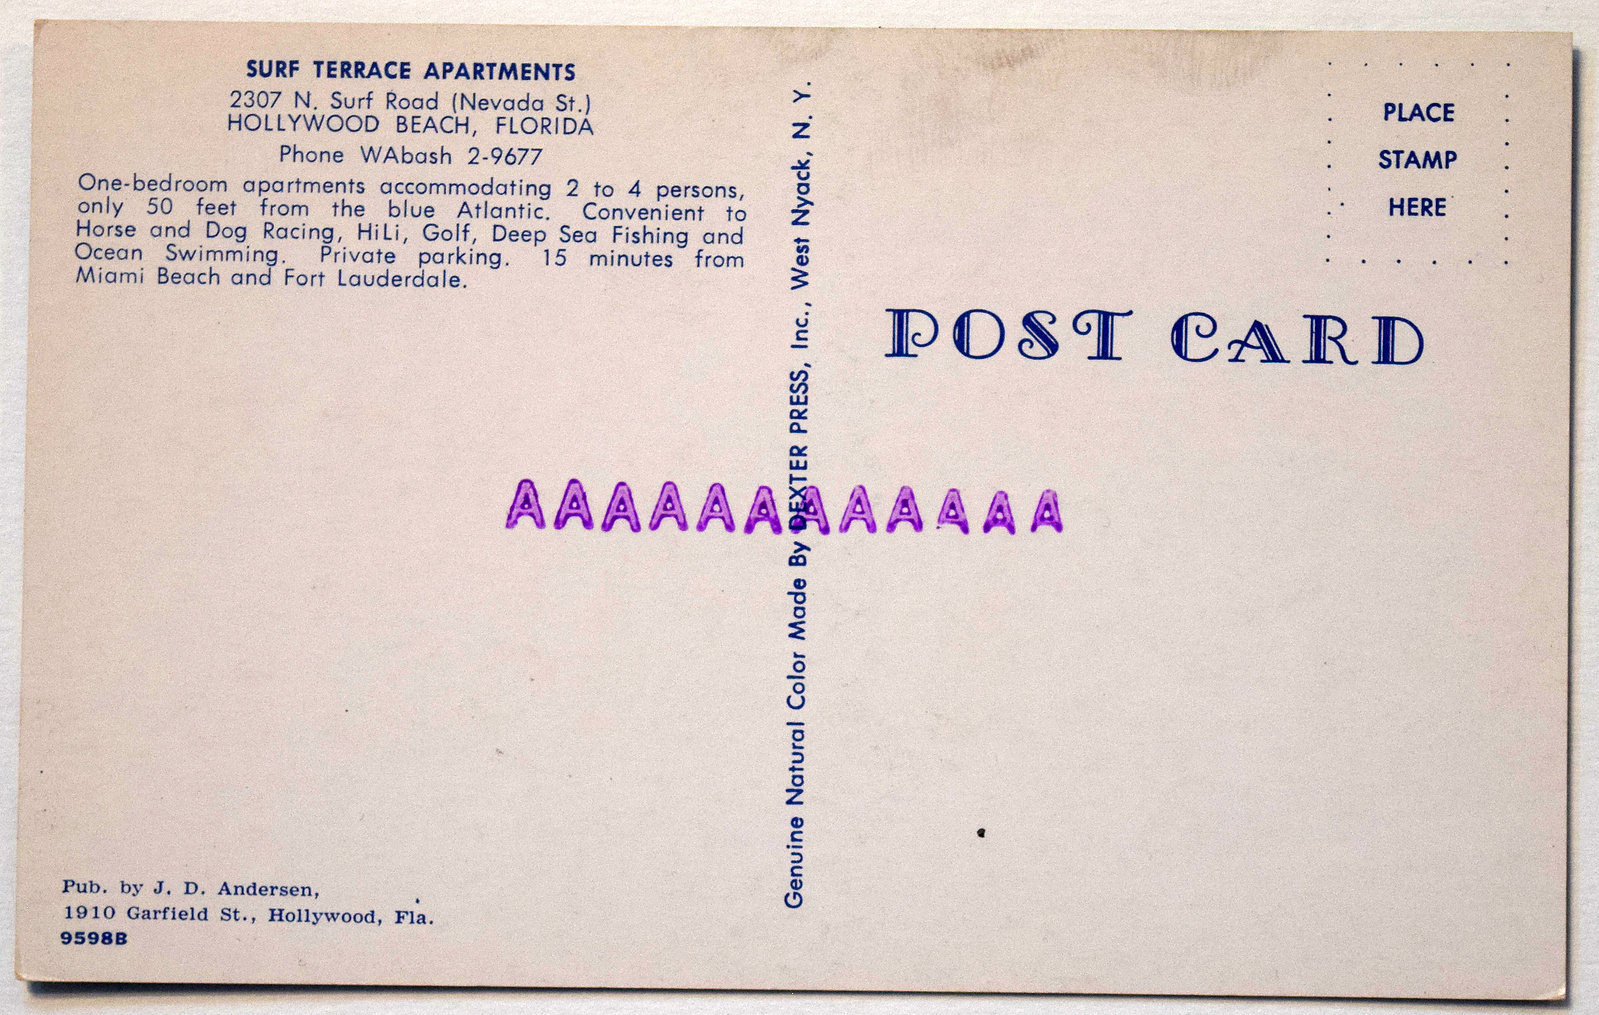 SURF TERRACE APARTMENTS
2307 N. Surf Road (Nevada St.)
HOLLYWOOD BEACH, FLORIDA
Phone WAbash 2-9677
One-bedroom apartments accommodating 2 to 4 persons,
only 50 feet from the blue Atlantic. Convenient to
Horse and Dog Racing, HiLi, Golf, Deep Sea Fishing and
Ocean Swimming. Private parking. 15 minutes from
Miami Beach and Fort Lauderdale.
Pub. by J. D. Andersen,
1910 Garfield St., Hollywood, Fla.
9598B
Genuine Natural Color Made By DEXTER PRESS, Inc., West Nyack, N. Y.
PLACE
STAMP
HERE
POST CARD
AAAAAAAAAAAA